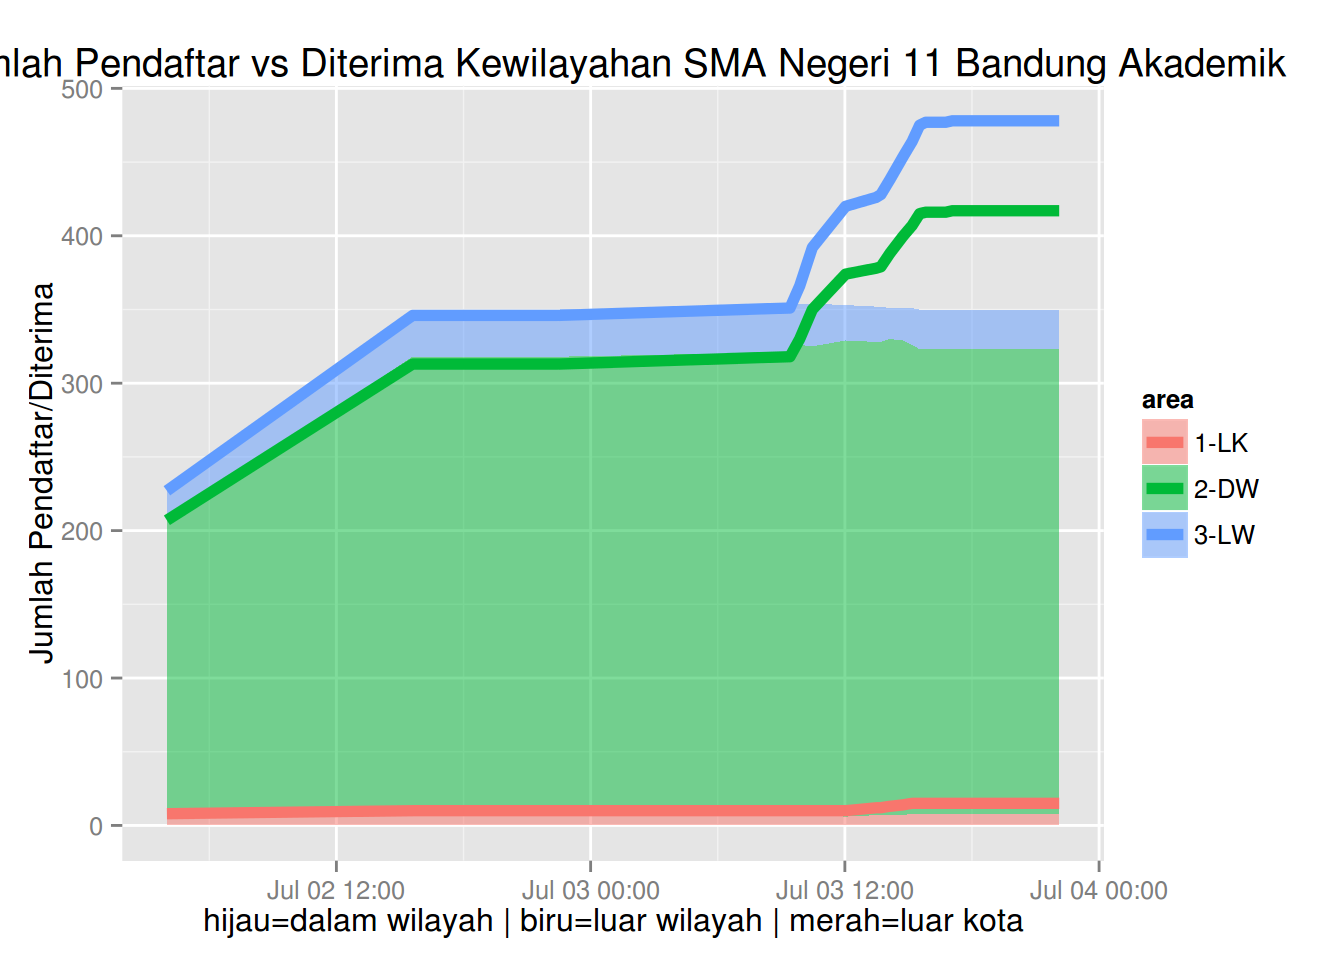 Pendaftar vs Diterima Kewilayahan SMA Negeri 11 Bandung Akademik
500
400
300
200
100
0
Jumlah Pendaftar/Diterima
Jul 02 12:00
Jul 03 00:00
Jul 03 12:00
Jul 04 00:00
hijau=dalam wilayah | biru=luar wilayah | merah=luar kota
area
1-LK
2-DW
3-LW